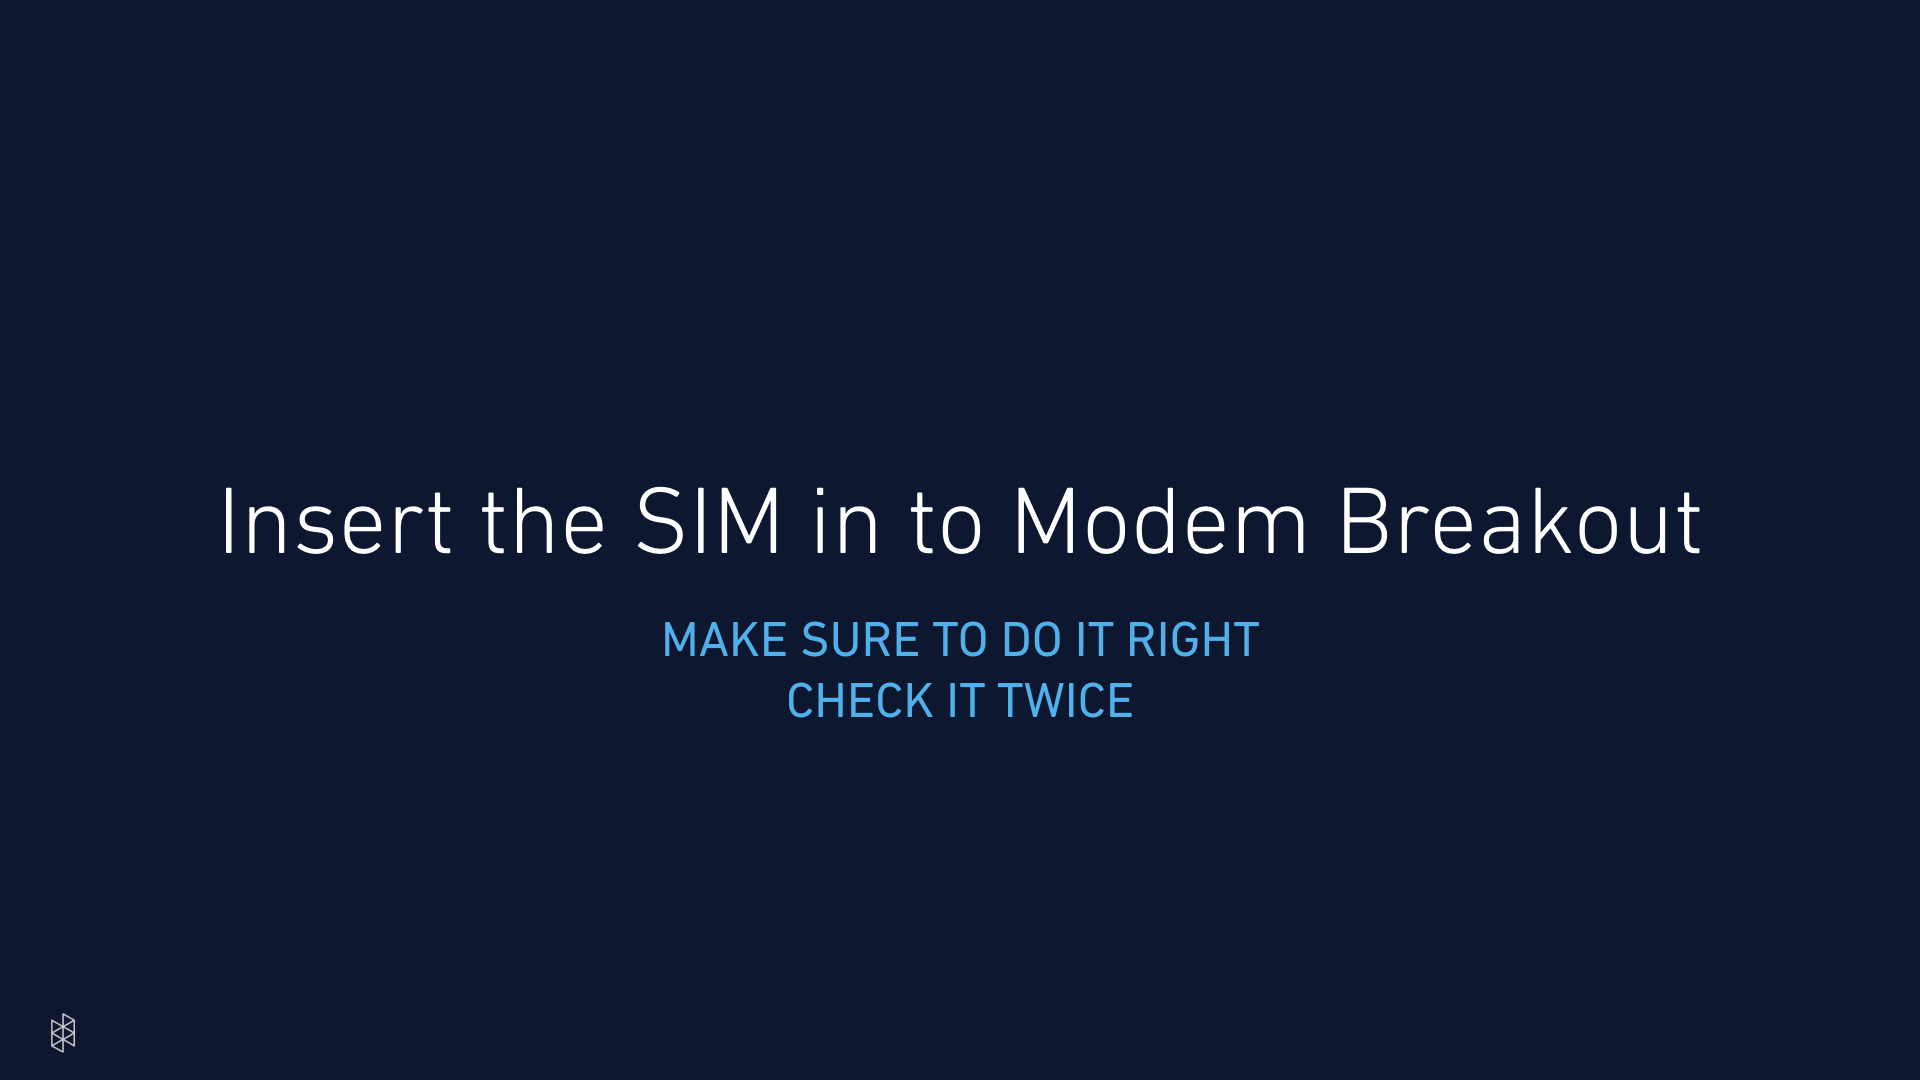 Insert the SIM in to Modem Breakout
MAKE SURE TO DO IT RIGHT
CHECK IT TWICE